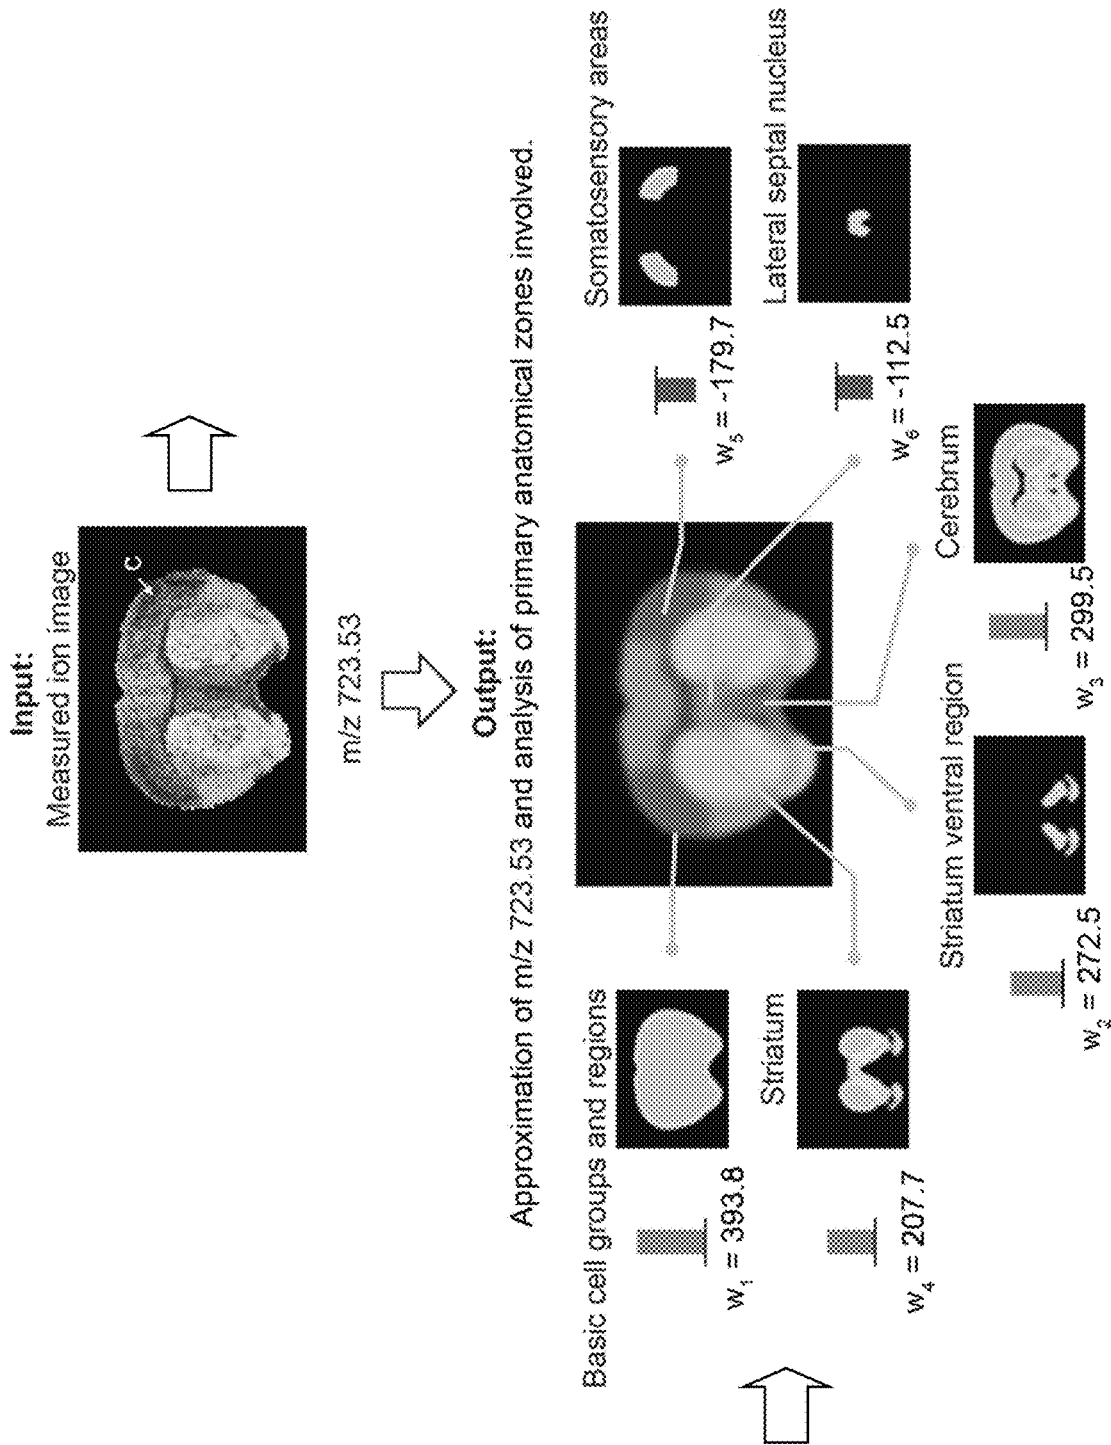 Input:
Measured ion image
c
m/z 723.53
Output:
Approximation of m/z 723.53 and analysis of primary anatomical zones involved.
Basic cell groups and regions
w₁ = 393.8
Somatosensory areas
w₅ = -179.7
Striatum
w₄ = 207.7
Lateral septal nucleus
w₆ = -112.5
Striatum ventral region
w₂ = 272.5
Cerebrum
w₃ = 299.5